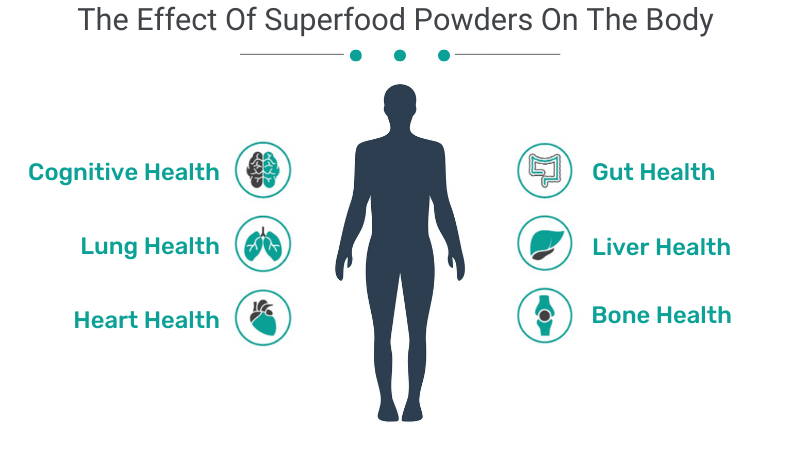 The Effect Of Superfood Powders On The Body
Cognitive Health
Lung Health
Heart Health
Gut Health
Liver Health
Bone Health